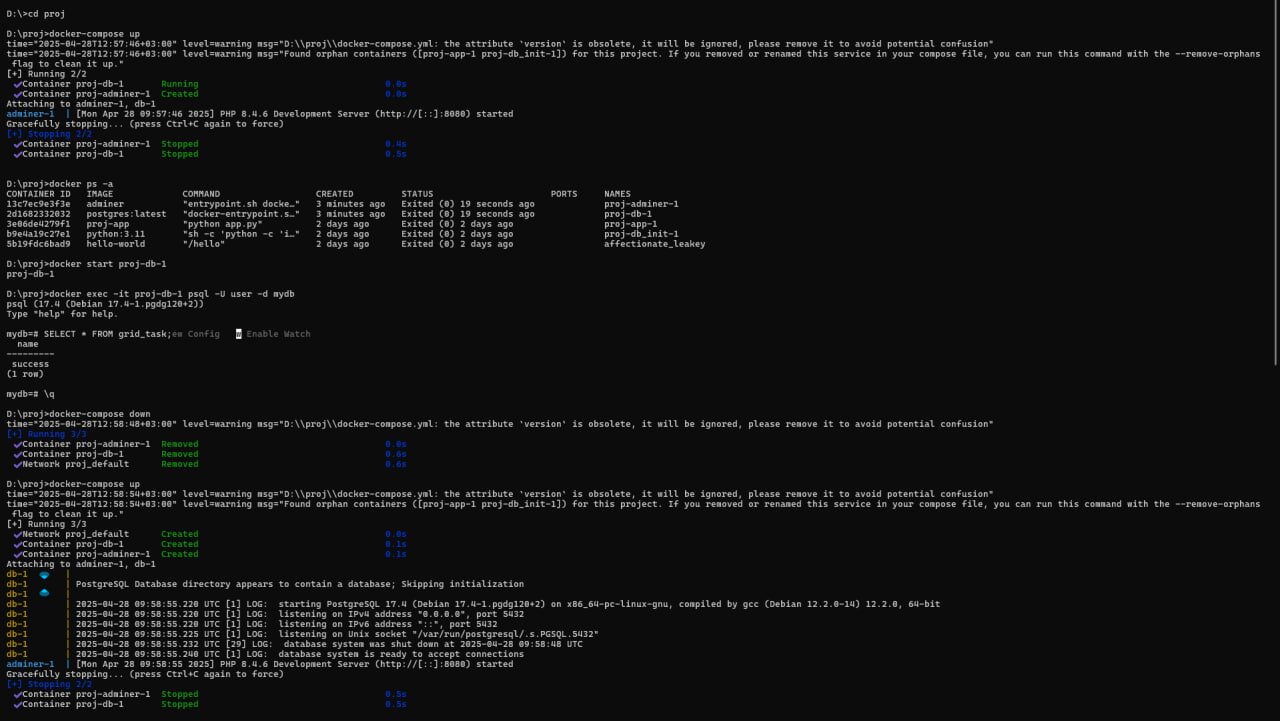 D:\>cd proj
D:\proj>docker-compose up
time="2025-04-28T12:57:46+03:00" level=warning msg="D:\\proj\\docker-compose.yml: the attribute `version` is obsolete, it will be ignored, please remove it to avoid potential confusion"
time="2025-04-28T12:57:46+03:00" level=warning msg="Found orphan containers ([proj-app-1 proj-db_init-1]) for this project. If you removed or renamed this service in your compose file, you can run this command with the --remove-orphans
flag to clean it up."
[+] Running 2/2
✔Container proj-db-1 Running 0.0s
✔Container proj-adminer-1 Created 0.0s
Attaching to adminer-1, db-1
adminer-1 | [Mon Apr 28 09:57:46 2025] PHP 8.4.6 Development Server (http://[::]:8080) started
Gracefully stopping... (press Ctrl+C again to force)
[+] Stopping 2/2
✔Container proj-adminer-1 Stopped 0.4s
✔Container proj-db-1 Stopped 0.5s
D:\proj>docker ps -a
CONTAINER ID IMAGE COMMAND CREATED STATUS PORTS NAMES
13c7ec9e3f3e adminer "entrypoint.sh docke…" 3 minutes ago Exited (0) 19 seconds ago proj-adminer-1
2d1682332032 postgres:latest "docker-entrypoint.s…" 3 minutes ago Exited (0) 19 seconds ago proj-db-1
3e06de4279f1 proj-app "python app.py" 2 days ago Exited (0) 2 days ago proj-app-1
b9e4a19c27e1 python:3.11 "sh -c 'python -c 'i…" 2 days ago Exited (0) 2 days ago proj-db_init-1
5b19fdc6bad9 hello-world "/hello" 2 days ago Exited (0) 2 days ago affectionate_leakey
D:\proj>docker start proj-db-1
proj-db-1
D:\proj>docker exec -it proj-db-1 psql -U user -d mydb
psql (17.4 (Debian 17.4-1.pgdg120+2))
Type "help" for help.
mydb=# SELECT * FROM grid_task;ew Config w Enable Watch
name
---------
success
(1 row)
mydb=# \q
D:\proj>docker-compose down
time="2025-04-28T12:58:48+03:00" level=warning msg="D:\\proj\\docker-compose.yml: the attribute `version` is obsolete, it will be ignored, please remove it to avoid potential confusion"
[+] Running 3/3
✔Container proj-adminer-1 Removed 0.0s
✔Container proj-db-1 Removed 0.6s
✔Network proj_default Removed 0.6s
D:\proj>docker-compose up
time="2025-04-28T12:58:54+03:00" level=warning msg="D:\\proj\\docker-compose.yml: the attribute `version` is obsolete, it will be ignored, please remove it to avoid potential confusion"
time="2025-04-28T12:58:54+03:00" level=warning msg="Found orphan containers ([proj-app-1 proj-db_init-1]) for this project. If you removed or renamed this service in your compose file, you can run this command with the --remove-orphans
flag to clean it up."
[+] Running 3/3
✔Network proj_default Created 0.0s
✔Container proj-db-1 Created 0.1s
✔Container proj-adminer-1 Created 0.1s
Attaching to adminer-1, db-1
db-1 |
db-1 | PostgreSQL Database directory appears to contain a database; Skipping initialization
db-1 |
db-1 | 2025-04-28 09:58:55.220 UTC [1] LOG: starting PostgreSQL 17.4 (Debian 17.4-1.pgdg120+2) on x86_64-pc-linux-gnu, compiled by gcc (Debian 12.2.0-14) 12.2.0, 64-bit
db-1 | 2025-04-28 09:58:55.220 UTC [1] LOG: listening on IPv4 address "0.0.0.0", port 5432
db-1 | 2025-04-28 09:58:55.220 UTC [1] LOG: listening on IPv6 address "::", port 5432
db-1 | 2025-04-28 09:58:55.225 UTC [1] LOG: listening on Unix socket "/var/run/postgresql/.s.PGSQL.5432"
db-1 | 2025-04-28 09:58:55.232 UTC [29] LOG: database system was shut down at 2025-04-28 09:58:48 UTC
db-1 | 2025-04-28 09:58:55.240 UTC [1] LOG: database system is ready to accept connections
adminer-1 | [Mon Apr 28 09:58:55 2025] PHP 8.4.6 Development Server (http://[::]:8080) started
Gracefully stopping... (press Ctrl+C again to force)
[+] Stopping 2/2
✔Container proj-adminer-1 Stopped 0.5s
✔Container proj-db-1 Stopped 0.5s